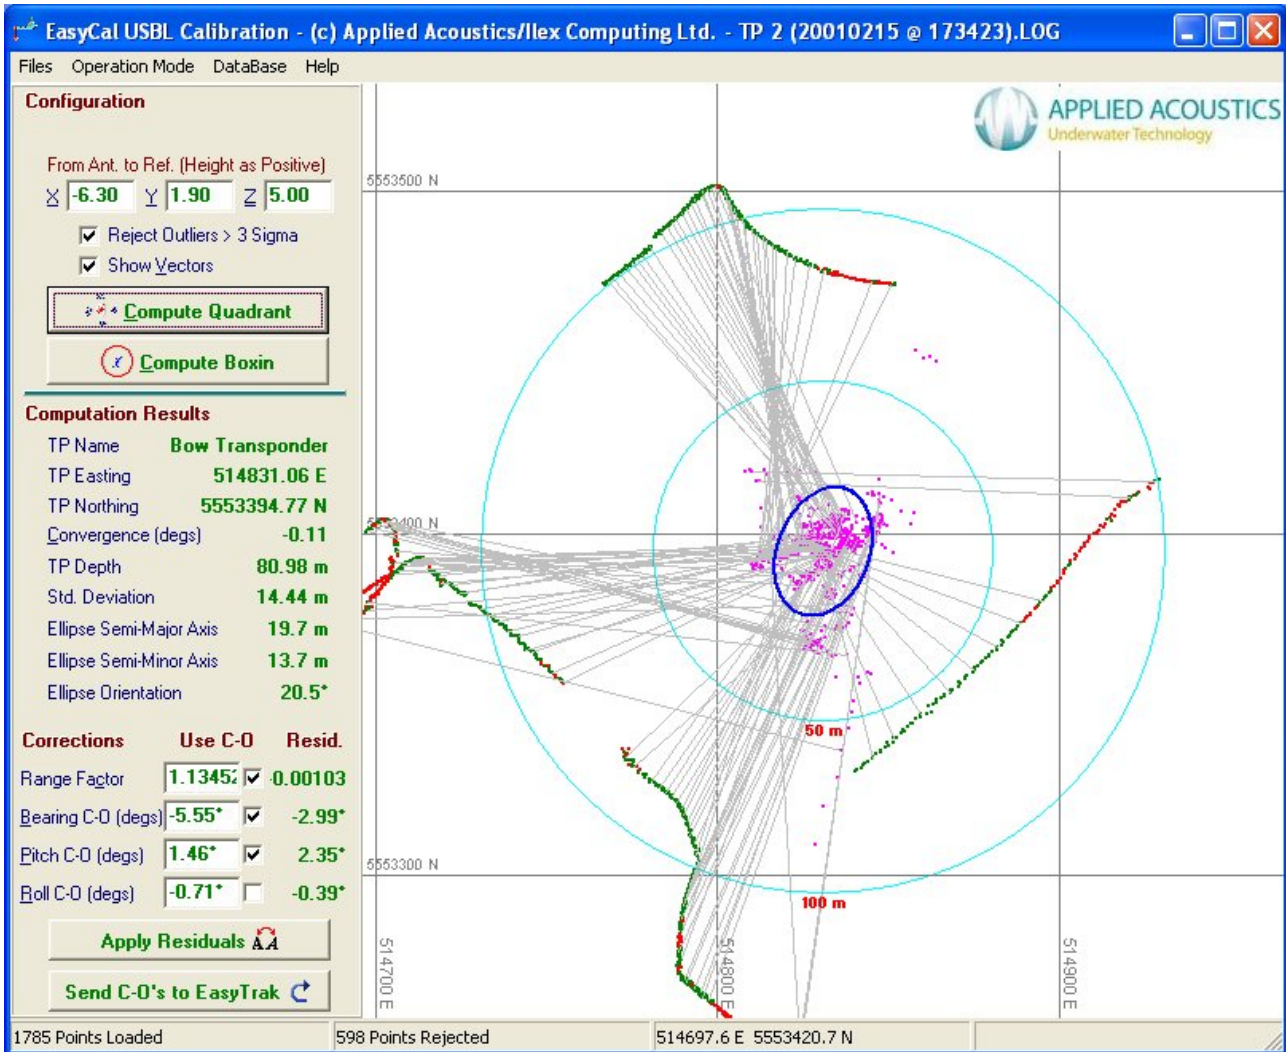 EasyCal USBL Calibration - (c) Applied Acoustics/Ilex Computing Ltd. - TP 2 (20010215 @ 173423).LOG
Files Operation Mode DataBase Help
Configuration
From Ant. to Ref. (Height as Positive)
X -6.30 Y 1.90 Z 5.00
Reject Outliers > 3 Sigma
Show Vectors
Compute Quadrant
Compute Boxin
Computation Results
TP Name Bow Transponder
TP Easting 514831.06 E
TP Northing 5553394.77 N
Convergence (degs) -0.11
TP Depth 80.98 m
Std. Deviation 14.44 m
Ellipse Semi-Major Axis 19.7 m
Ellipse Semi-Minor Axis 13.7 m
Ellipse Orientation 20.5°
Corrections Use C-O Resid.
Range Factor 1.13452 -0.00103
Bearing C-O (degs) -5.55° -2.99°
Pitch C-O (degs) 1.46° 2.35°
Roll C-O (degs) -0.71° -0.39°
Apply Residuals
Send C-O's to EasyTrak
APPLIED ACOUSTICS
Underwater Technology
5553500 N
5553400 N
5553300 N
50 m
100 m
514700 E
514800 E
514900 E
1785 Points Loaded 598 Points Rejected 514697.6 E 5553420.7 N